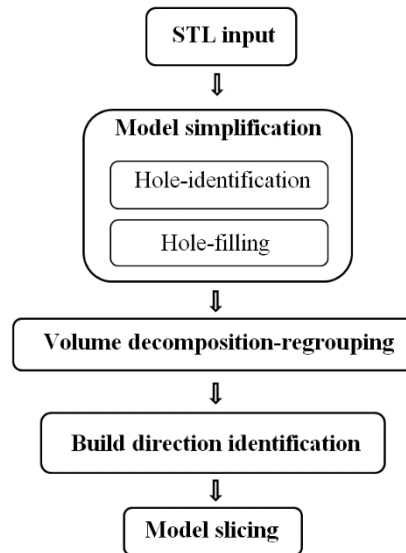 STL input
Model simplification
Hole-identification
Hole-filling
Volume decomposition-regrouping
Build direction identification
Model slicing